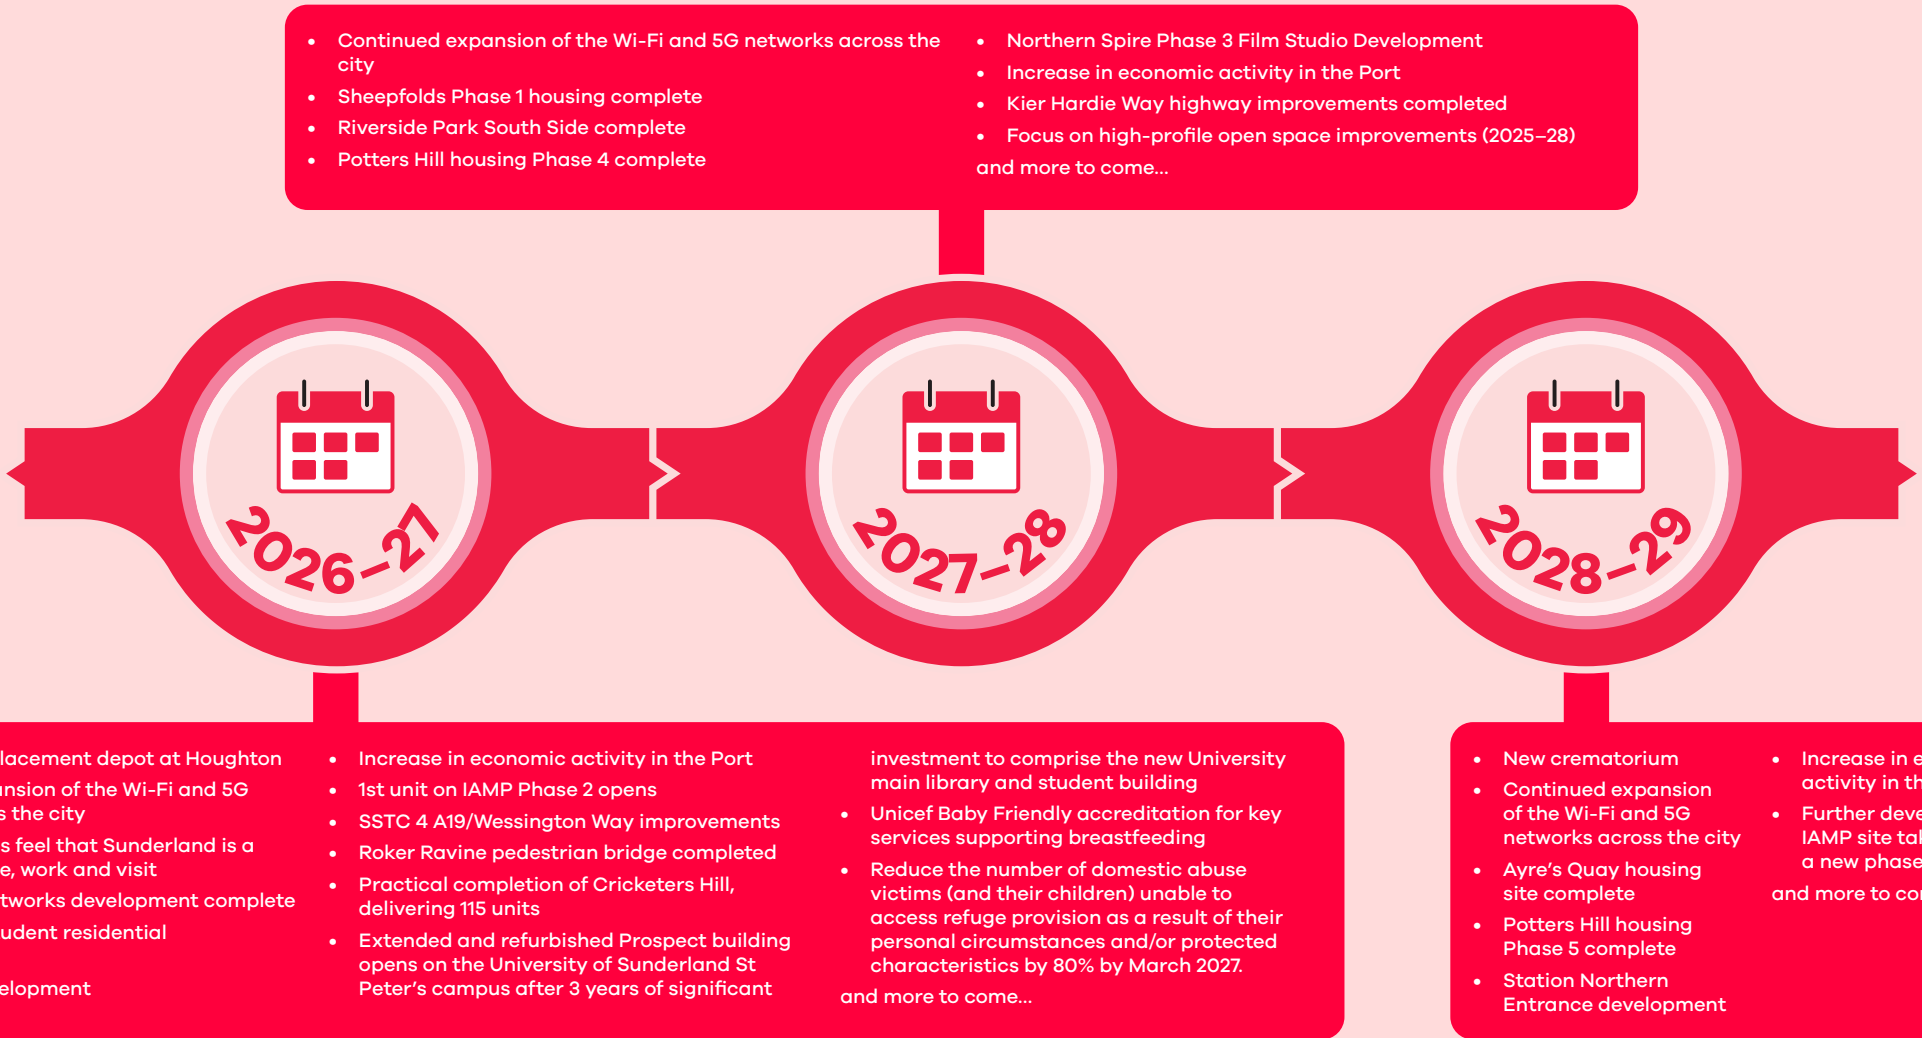 Continued expansion of the Wi-Fi and 5G networks across the
city
Sheepfolds Phase 1 housing complete
Riverside Park South Side complete
Potters Hill housing Phase 4 complete
Northern Spire Phase 3 Film Studio Development
Increase in economic activity in the Port
Kier Hardie Way highway improvements completed
Focus on high-profile open space improvements (2025–28)
and more to come...
2026–27
2027–28
2028–29
lacement depot at Houghton
nsion of the Wi-Fi and 5G
s the city
s feel that Sunderland is a
e, work and visit
tworks development complete
udent residential
elopment
Increase in economic activity in the Port
1st unit on IAMP Phase 2 opens
SSTC 4 A19/Wessington Way improvements
Roker Ravine pedestrian bridge completed
Practical completion of Cricketers Hill,
delivering 115 units
Extended and refurbished Prospect building
opens on the University of Sunderland St
Peter's campus after 3 years of significant
investment to comprise the new University
main library and student building
Unicef Baby Friendly accreditation for key
services supporting breastfeeding
Reduce the number of domestic abuse
victims (and their children) unable to
access refuge provision as a result of their
personal circumstances and/or protected
characteristics by 80% by March 2027.
and more to come...
New crematorium
Continued expansion
of the Wi-Fi and 5G
networks across the city
Ayre's Quay housing
site complete
Potters Hill housing
Phase 5 complete
Station Northern
Entrance development
Increase in e
activity in th
Further deve
IAMP site tak
a new phase
and more to co